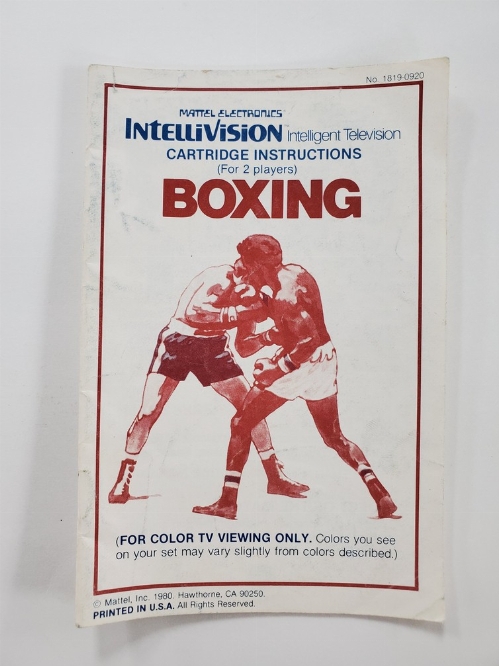 No. 1819-0920
MATTEL ELECTRONICS
INTELLIVISION Intelligent Television
CARTRIDGE INSTRUCTIONS
(For 2 players)
BOXING
(FOR COLOR TV VIEWING ONLY. Colors you see
on your set may vary slightly from colors described.)
© Mattel, Inc. 1980. Hawthorne, CA 90250.
PRINTED IN U.S.A. All Rights Reserved.